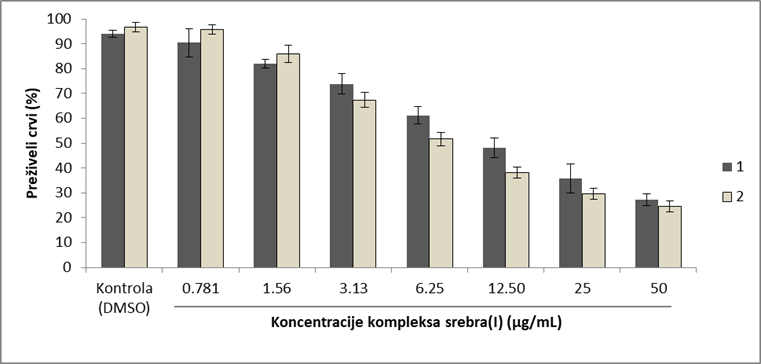 100
90
80
70
60
50
40
30
20
10
0
Preživeli crvi (%)
Kontrola
(DMSO)
0.781 1.56 3.13 6.25 12.50 25 50
Koncentracije kompleksa srebra(I) (µg/mL)
1
2